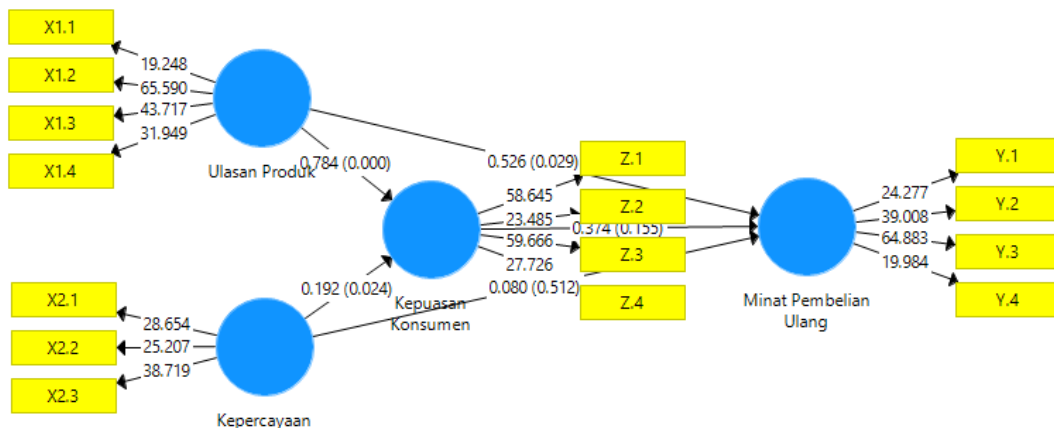 X1.1
X1.2
X1.3
X1.4
19.248
65.590
43.717
31.949
Ulasan Produk
0.784 (0.000)
0.526 (0.029)
X2.1
X2.2
X2.3
28.654
25.207
38.719
Kepercayaan
0.192 (0.024)
0.080 (0.512)
Kepuasan
Konsumen
58.645
23.485
59.666
27.726
0.374 (0.155)
Z.1
Z.2
Z.3
Z.4
Minat Pembelian
Ulang
24.277
39.008
64.883
19.984
Y.1
Y.2
Y.3
Y.4